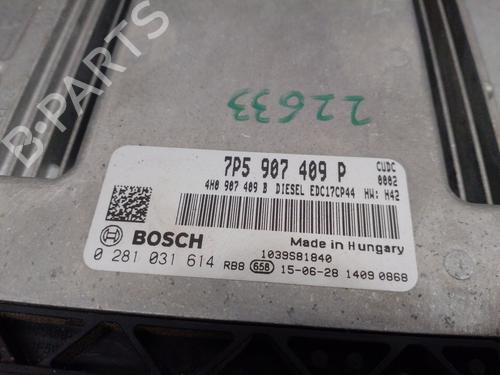 B-PARTS
22633
7P5 907 409 P
CUDC
0002
4H0 907 409 B DIESEL EDC17CP44 HW: H42
BOSCH
Made in Hungary
1039S81840
0 281 031 614 RB8 658 15-06-28 1409 0868